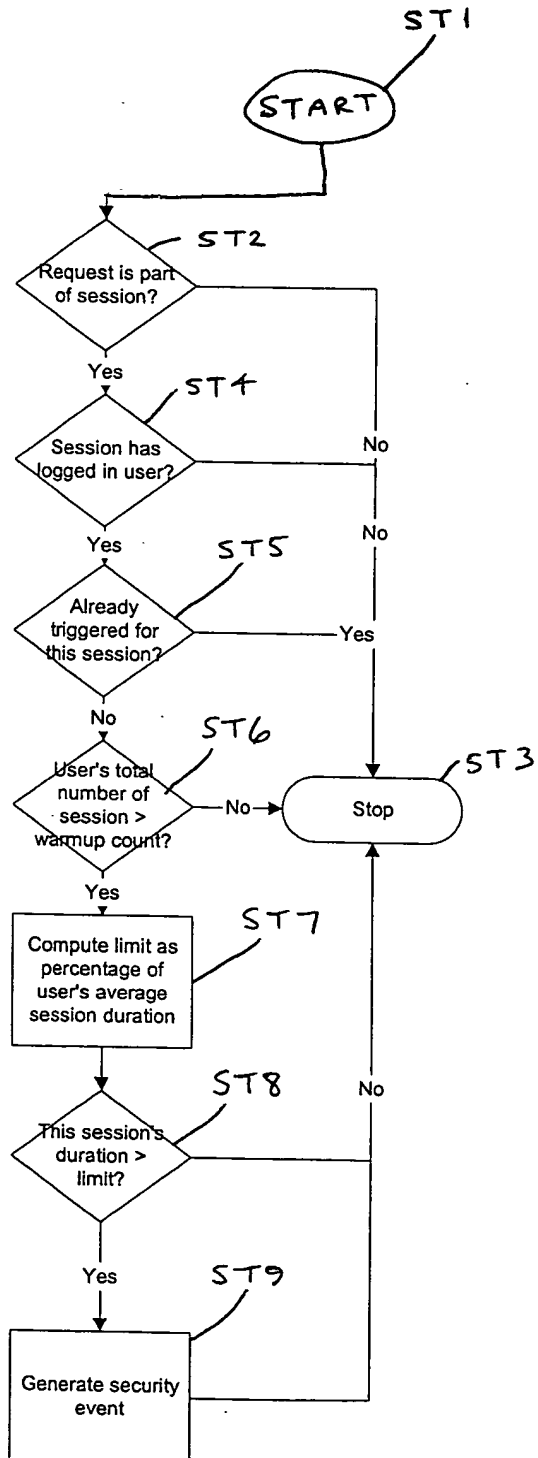 ST1
START
ST2
Request is part
of session?
Yes
No
ST4
Session has
logged in user?
Yes
No
ST5
Already
triggered for
this session?
Yes
No
ST6
User's total
number of
session >
warmup count?
No
ST3
Stop
Yes
ST7
Compute limit as
percentage of
user's average
session duration
ST8
This session's
duration >
limit?
No
Yes
ST9
Generate security
event